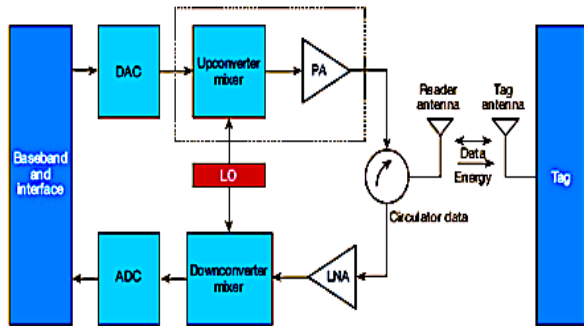 DAC
Upconverter
mixer
PA
Reader
antenna
Tag
antenna
Baseband
and
interface
LO
Data
Energy
Tag
Circulator data
ADC
Downconverter
mixer
LNA